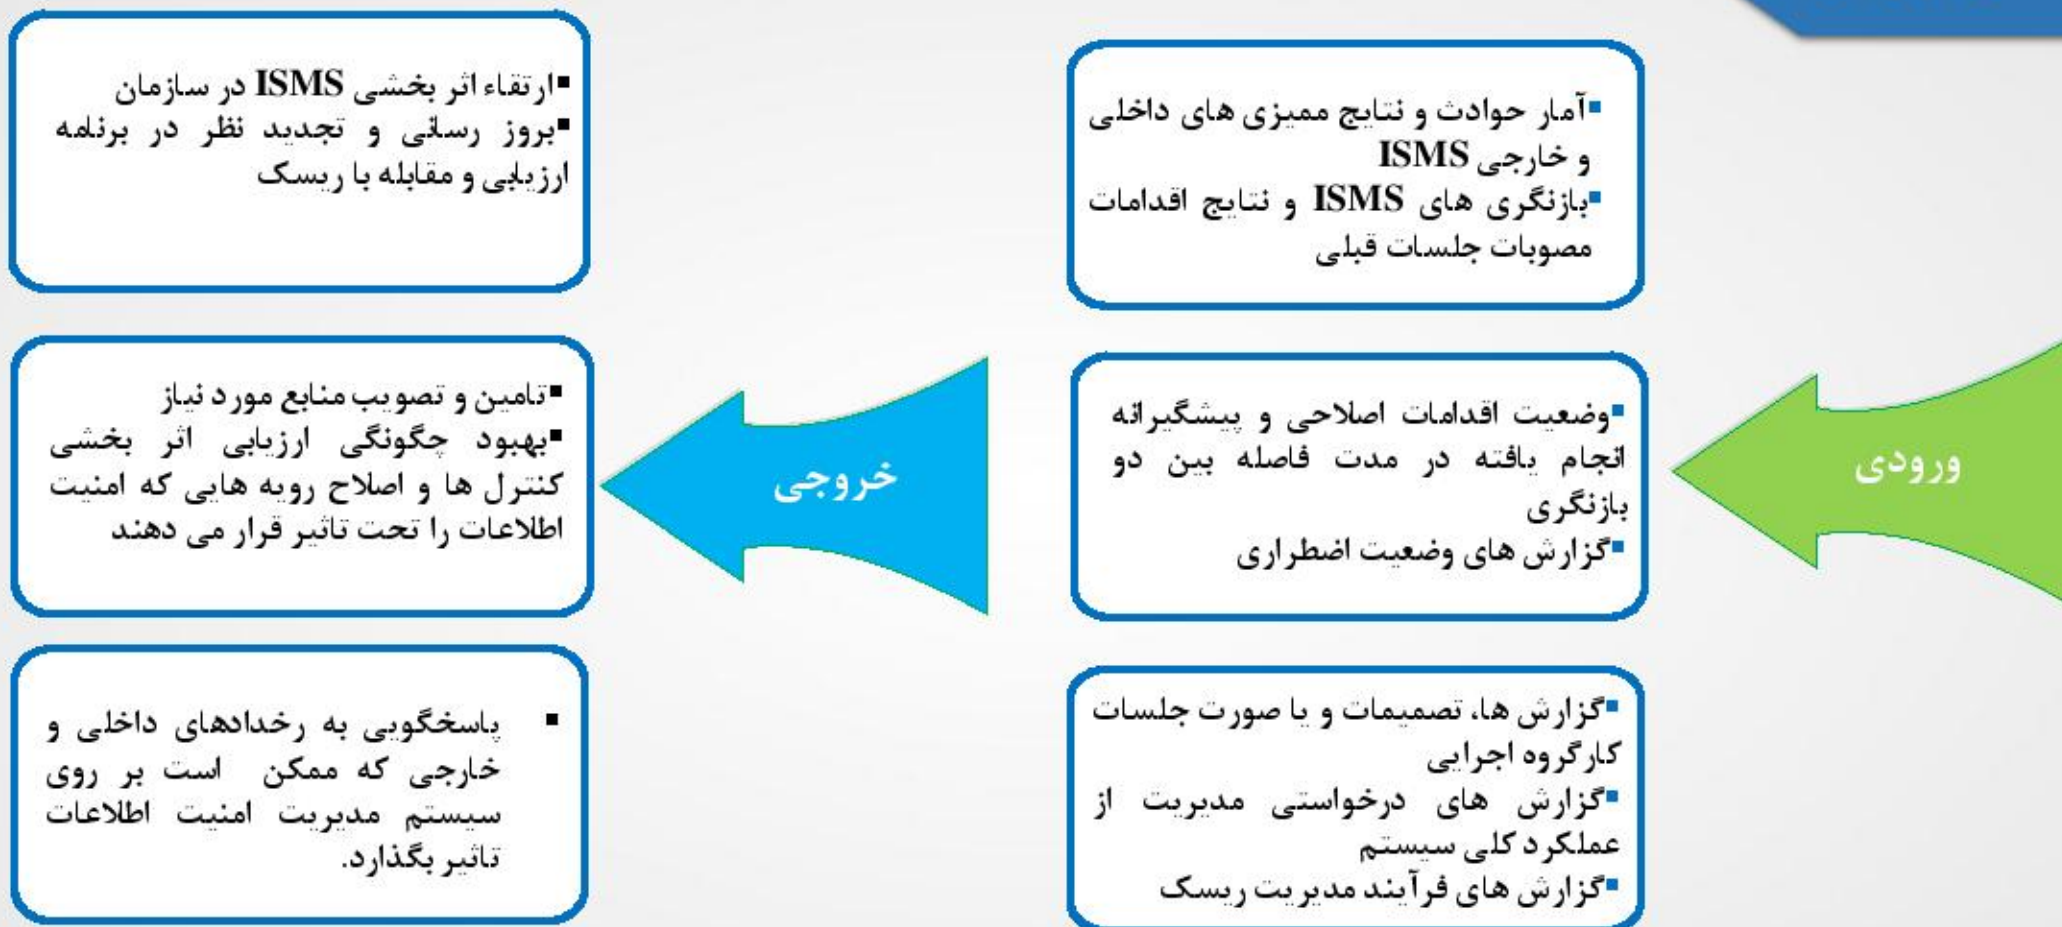 ورودی
▪آمار حوادث و نتایج ممیزی های داخلی
و خارجی ISMS
▪بازنگری های ISMS و نتایج اقدامات
مصوبات جلسات قبلی
▪وضعیت اقدامات اصلاحی و پیشگیرانه
انجام یافته در مدت فاصله بین دو
بازنگری
▪گزارش های وضعیت اضطراری
▪گزارش ها، تصمیمات و یا صورت جلسات
کارگروه اجرایی
▪گزارش های درخواستی مدیریت از
عملکرد کلی سیستم
▪گزارش های فرآیند مدیریت ریسک
خروجی
▪ارتقاء اثر بخشی ISMS در سازمان
▪بروز رسانی و تجدید نظر در برنامه
ارزیابی و مقابله با ریسک
▪تامین و تصویب منابع مورد نیاز
▪بهبود چگونگی ارزیابی اثر بخشی
کنترل ها و اصلاح رویه هایی که امنیت
اطلاعات را تحت تاثیر قرار می دهند
▪ پاسخگویی به رخدادهای داخلی و
خارجی که ممکن است بر روی
سیستم مدیریت امنیت اطلاعات
تاثیر بگذارد.